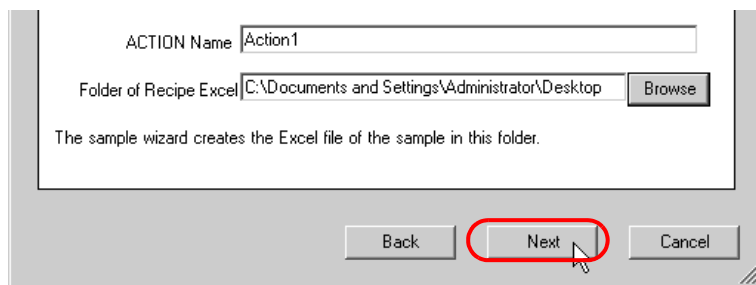 ACTION Name Action1
Folder of Recipe Excel C:\Documents and Settings\Administrator\Desktop Browse
The sample wizard creates the Excel file of the sample in this folder.
Back Next Cancel